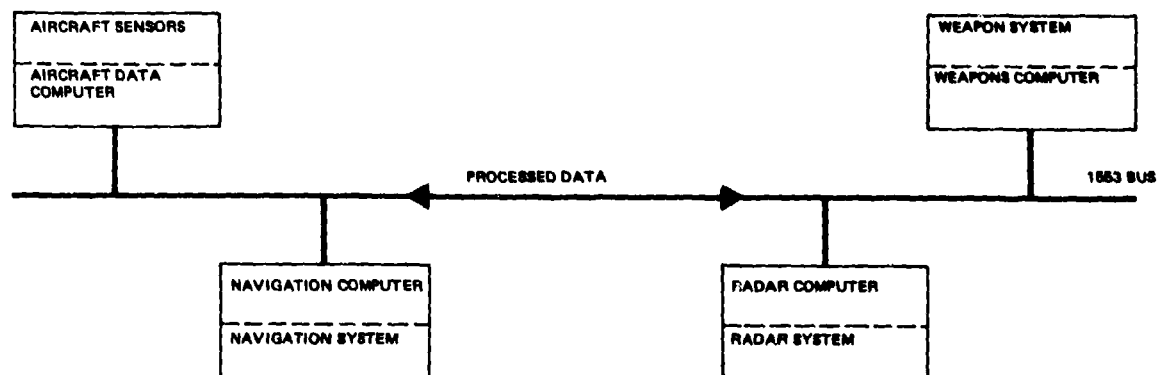 AIRCRAFT SENSORS
AIRCRAFT DATA
COMPUTER
WEAPON SYSTEM
WEAPONS COMPUTER
PROCESSED DATA
1553 BUS
NAVIGATION COMPUTER
NAVIGATION SYSTEM
RADAR COMPUTER
RADAR SYSTEM